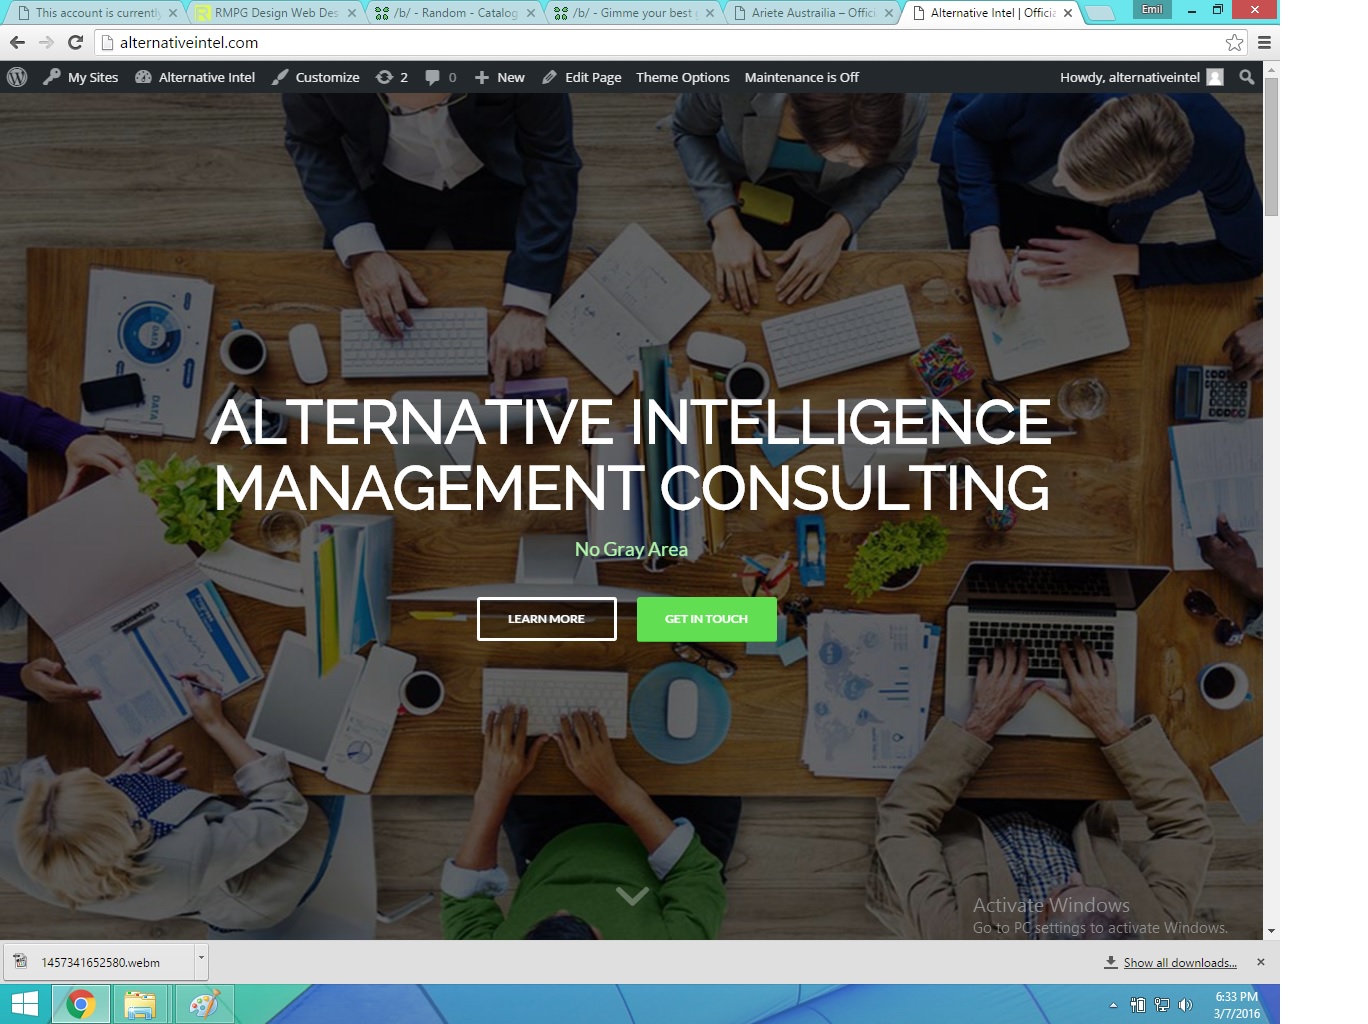 This account is currently
RMPG Design Web Des
/b/ - Random - Catalog
/b/ - Gimme your best
Ariete Austrailia – Offici
Alternative Intel | Officia
Emil
alternativeintel.com
My Sites
Alternative Intel
Customize
2
0
New
Edit Page
Theme Options
Maintenance is Off
Howdy, alternativeintel
DATA
DATA
ALTERNATIVE INTELLIGENCE
MANAGEMENT CONSULTING
No Gray Area
LEARN MORE
GET IN TOUCH
Activate Windows
Go to PC settings to activate Windows.
1457341652580.webm
Show all downloads...
6:33 PM
3/7/2016